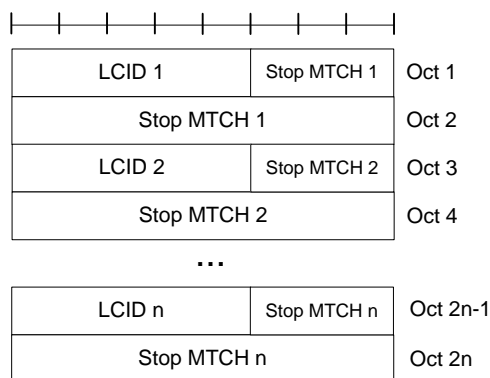 LCID 1 Stop MTCH 1 Oct 1
Stop MTCH 1 Oct 2
LCID 2 Stop MTCH 2 Oct 3
Stop MTCH 2 Oct 4
...
LCID n Stop MTCH n Oct 2n-1
Stop MTCH n Oct 2n